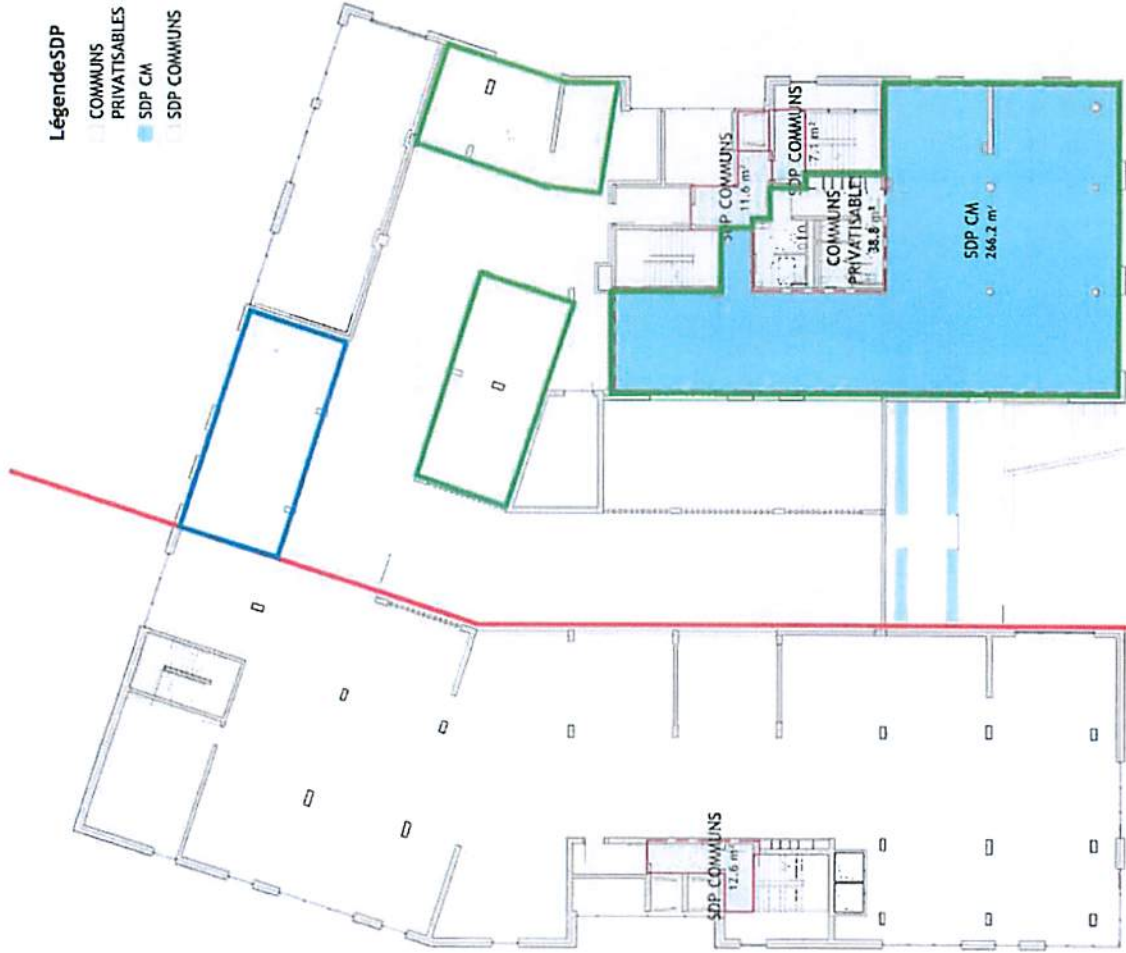 LégendeSDP
COMMUNS
PRIVATISABLES
SDP CM
SDP COMMUNS
SDP COMMUNS
11.6 m²
SDP COMMUNS
7.1 m²
COMMUNS
PRIVATISABLES
38.8 m²
SDP CM
266.2 m²
SDP COMMUNS
12.6 m²